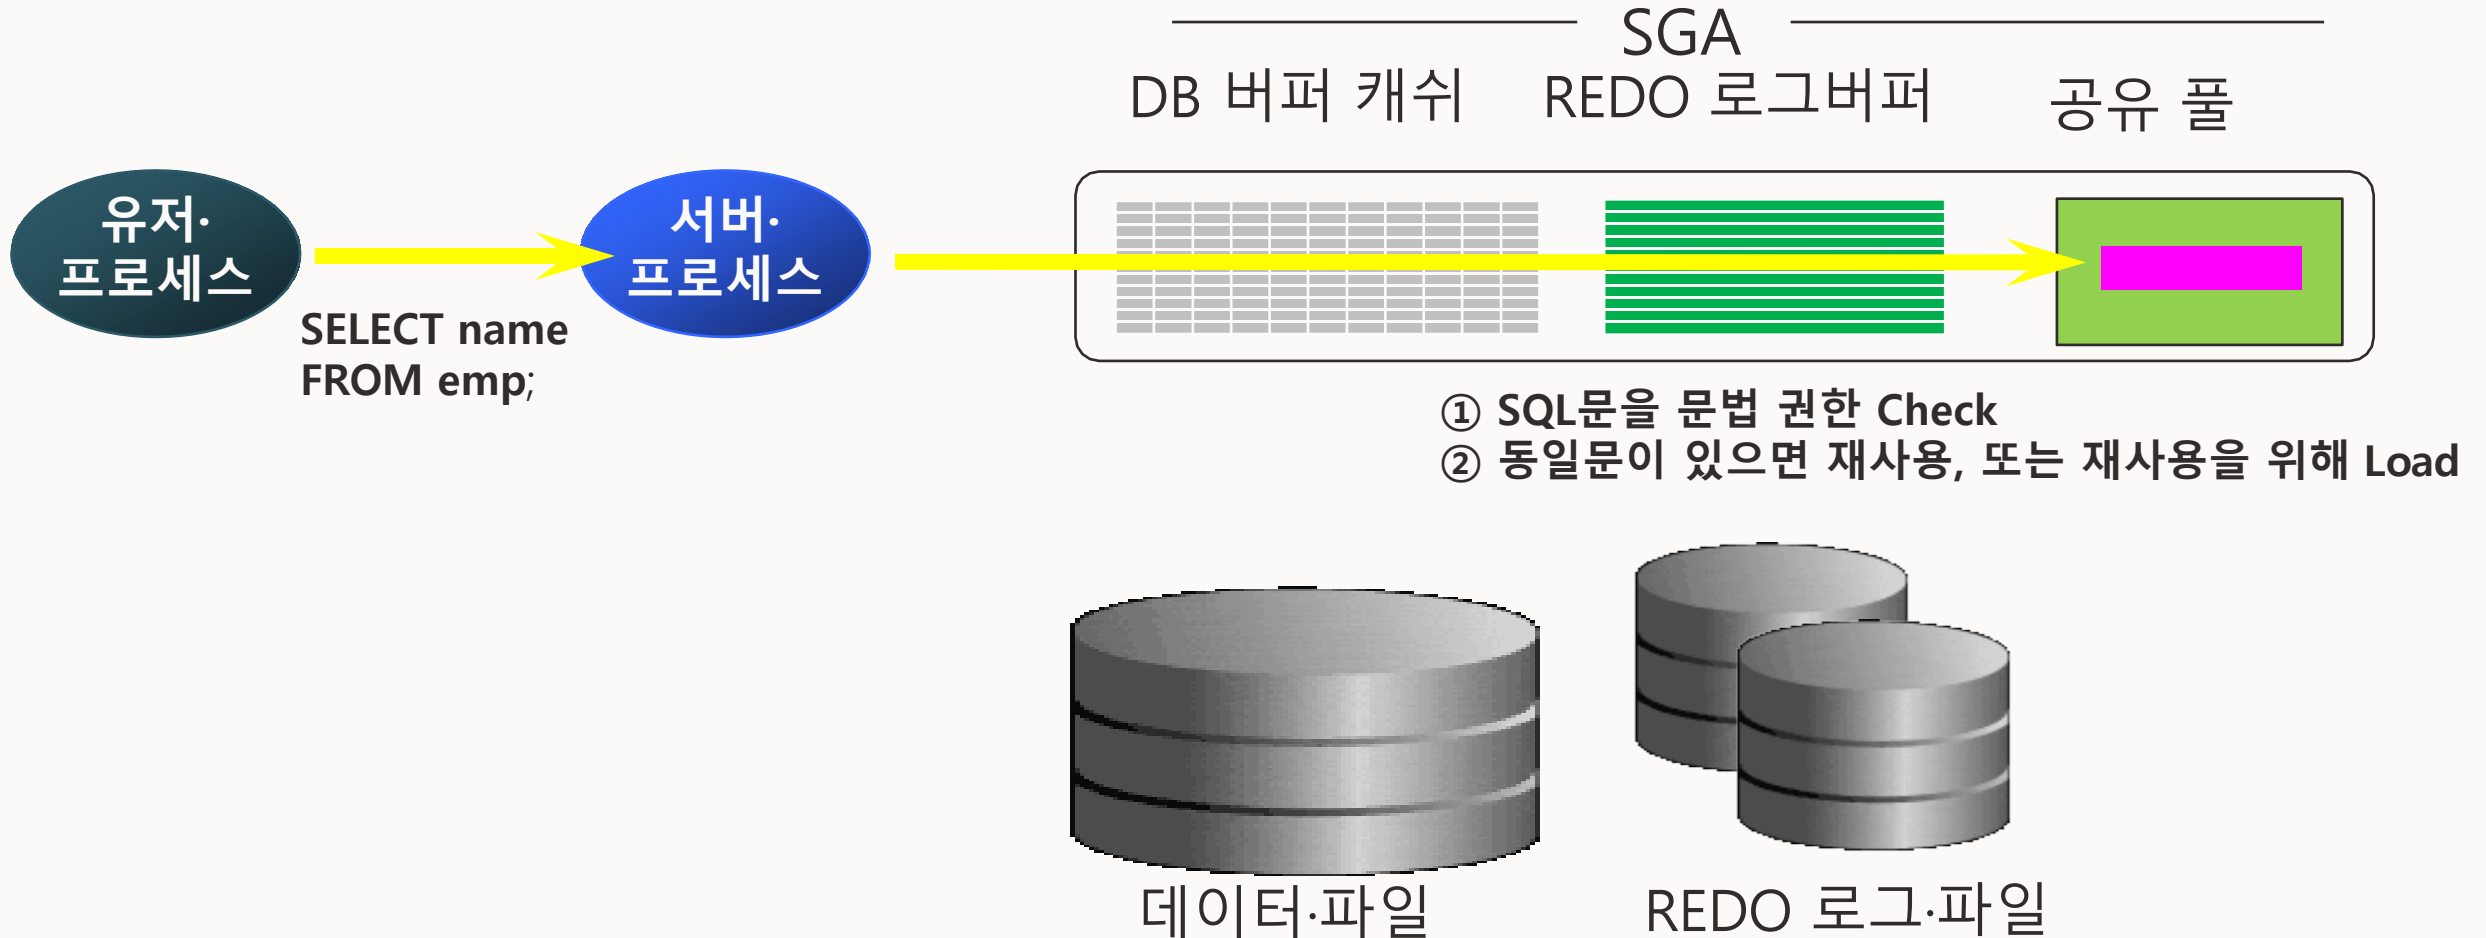 SGA
DB 버퍼 캐쉬
REDO 로그버퍼
공유 풀
유저·
프로세스
서버·
프로세스
SELECT name
FROM emp;
① SQL문을 문법 권한 Check
② 동일문이 있으면 재사용, 또는 재사용을 위해 Load
데이터·파일
REDO 로그·파일